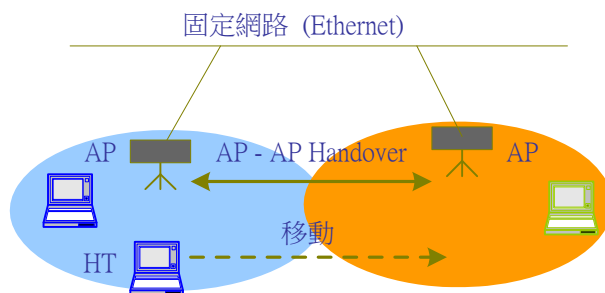 固定網路 (Ethernet)
AP
AP - AP Handover
AP
移動
HT